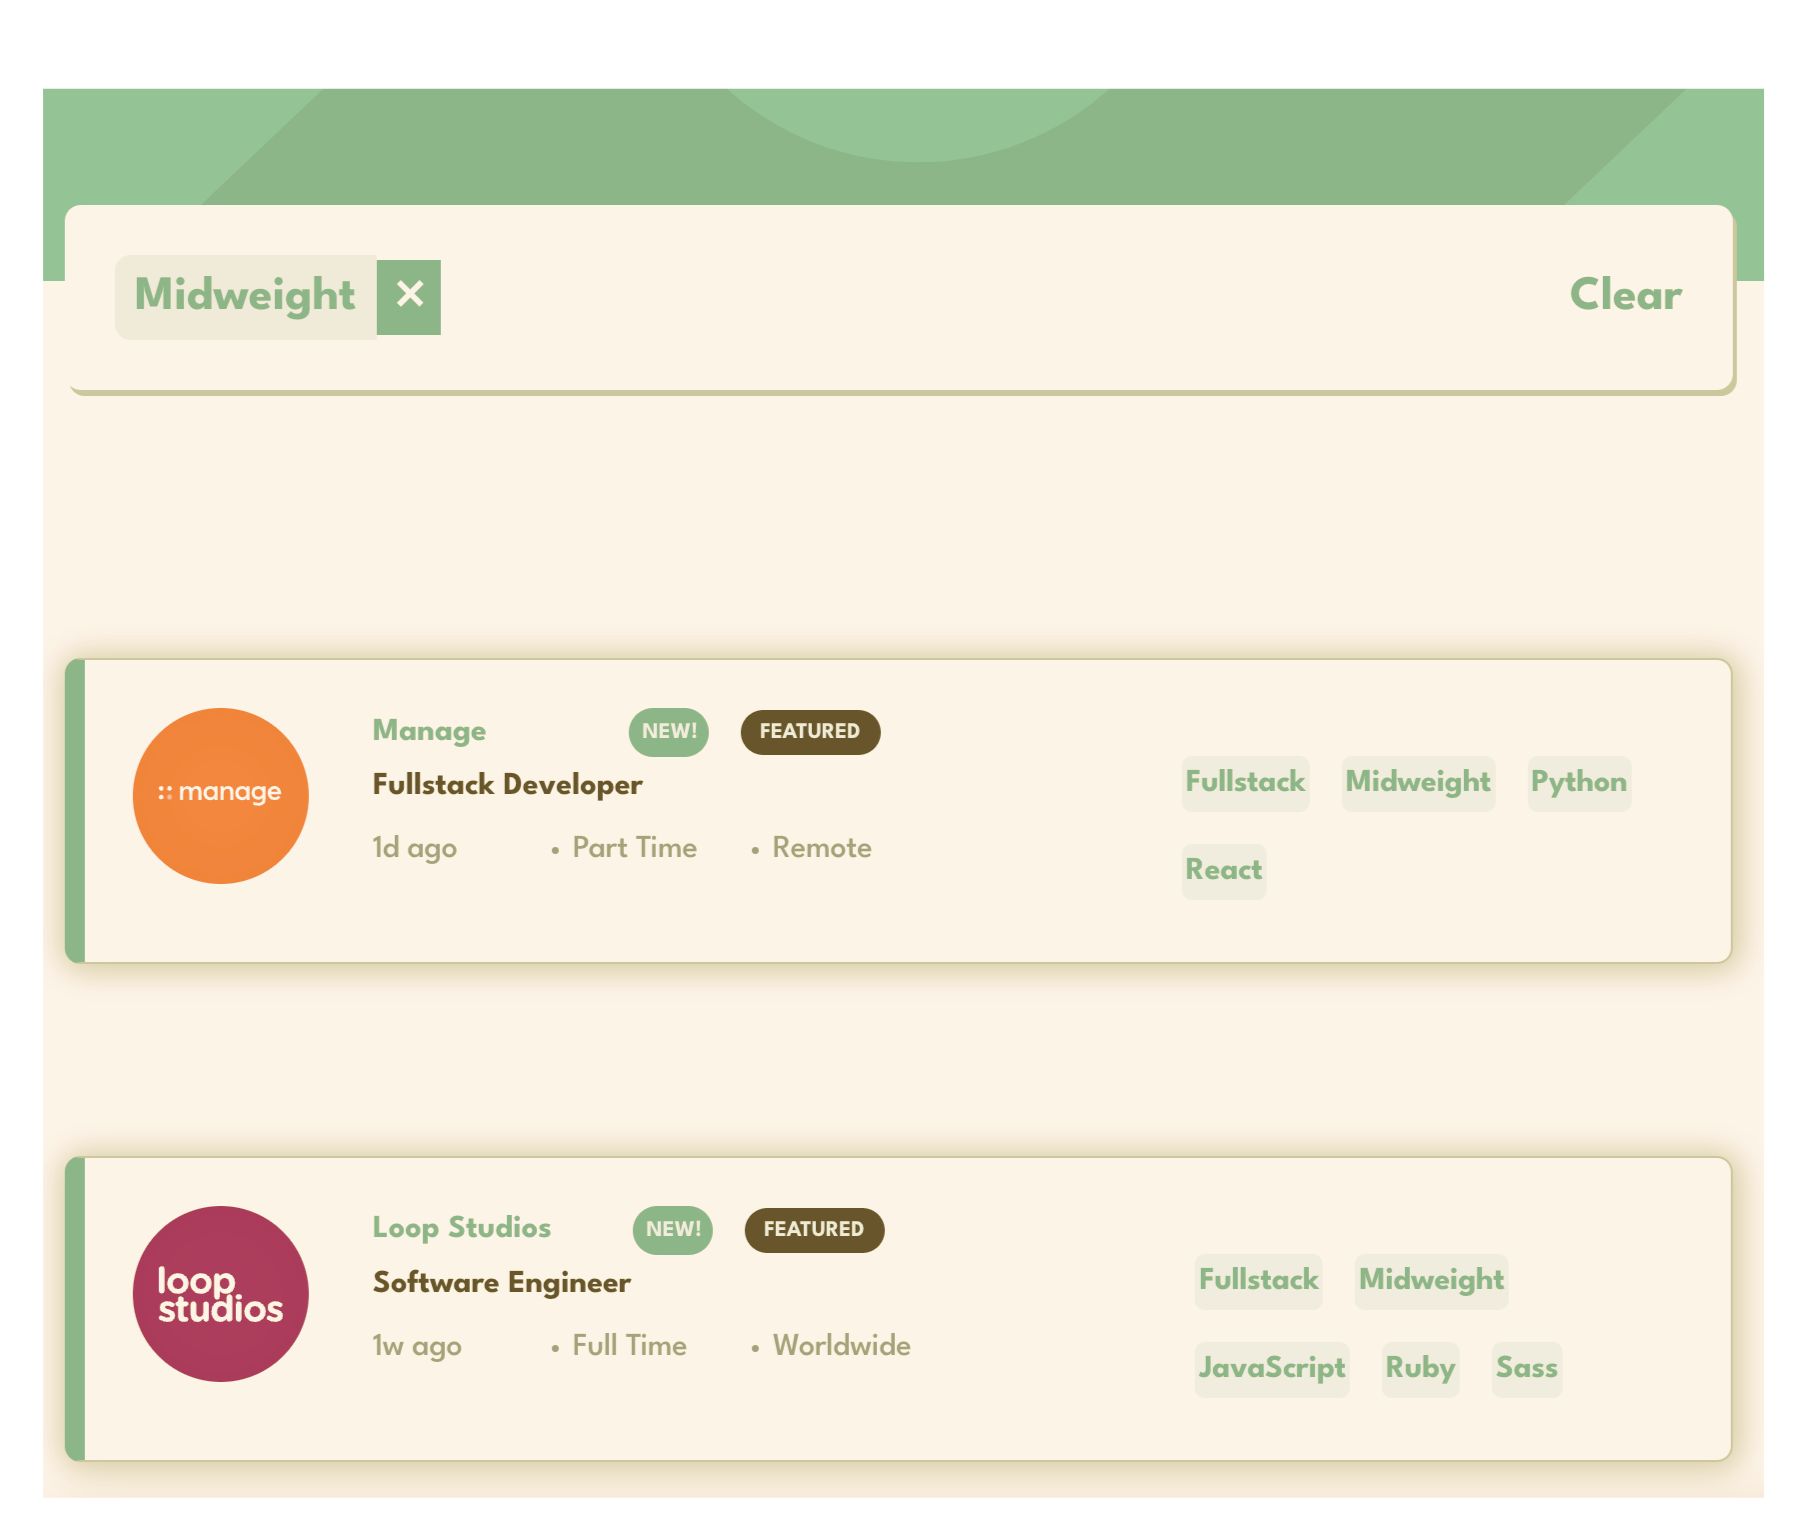 Midweight ✕ Clear
manage
Manage NEW! FEATURED
Fullstack Developer
1d ago • Part Time • Remote
Fullstack Midweight Python
React
loop
studios
Loop Studios NEW! FEATURED
Software Engineer
1w ago • Full Time • Worldwide
Fullstack Midweight
JavaScript Ruby Sass